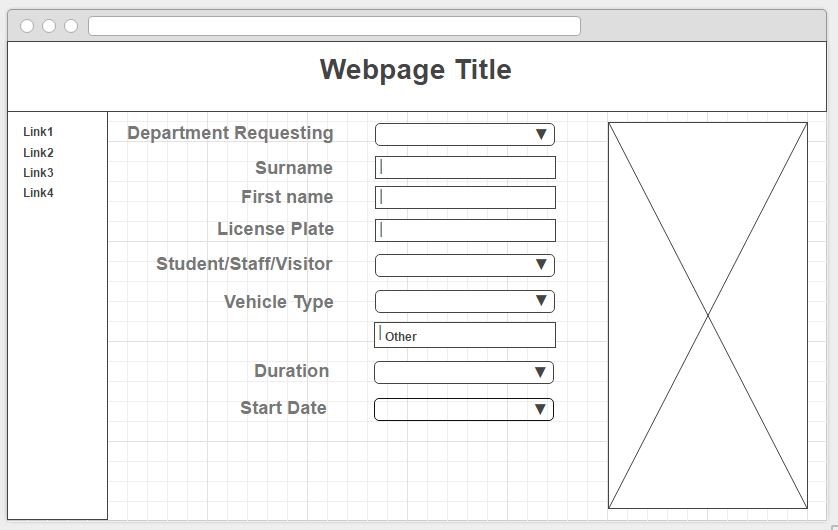 Webpage Title
Link1
Link2
Link3
Link4
Department Requesting
Surname
First name
License Plate
Student/Staff/Visitor
Vehicle Type
Other
Duration
Start Date